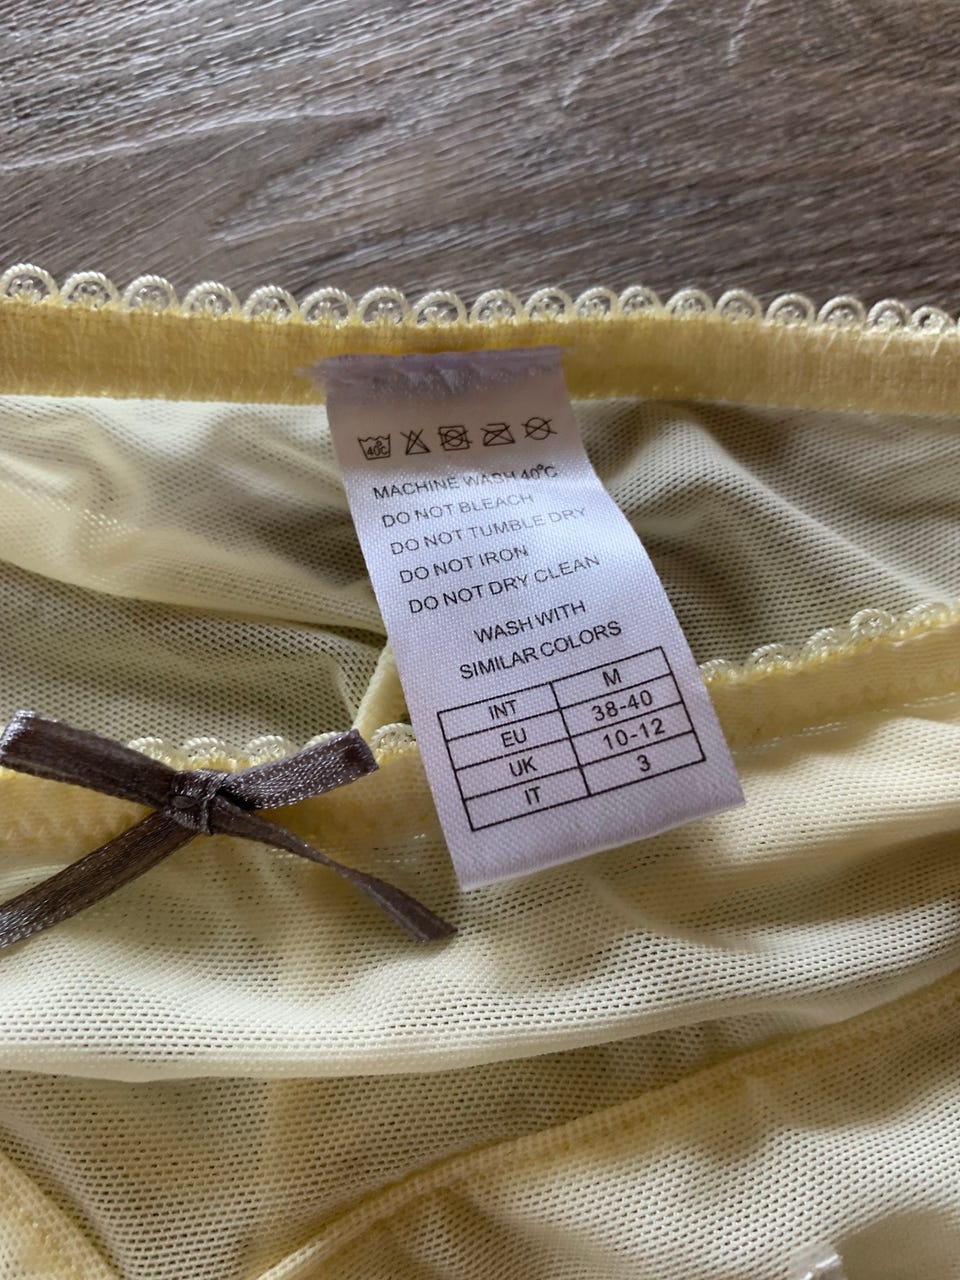 40°C
MACHINE WASH 40°C
DO NOT BLEACH
DO NOT TUMBLE DRY
DO NOT IRON
DO NOT DRY CLEAN
WASH WITH
SIMILAR COLORS
INT M
EU 38-40
UK 10-12
IT 3